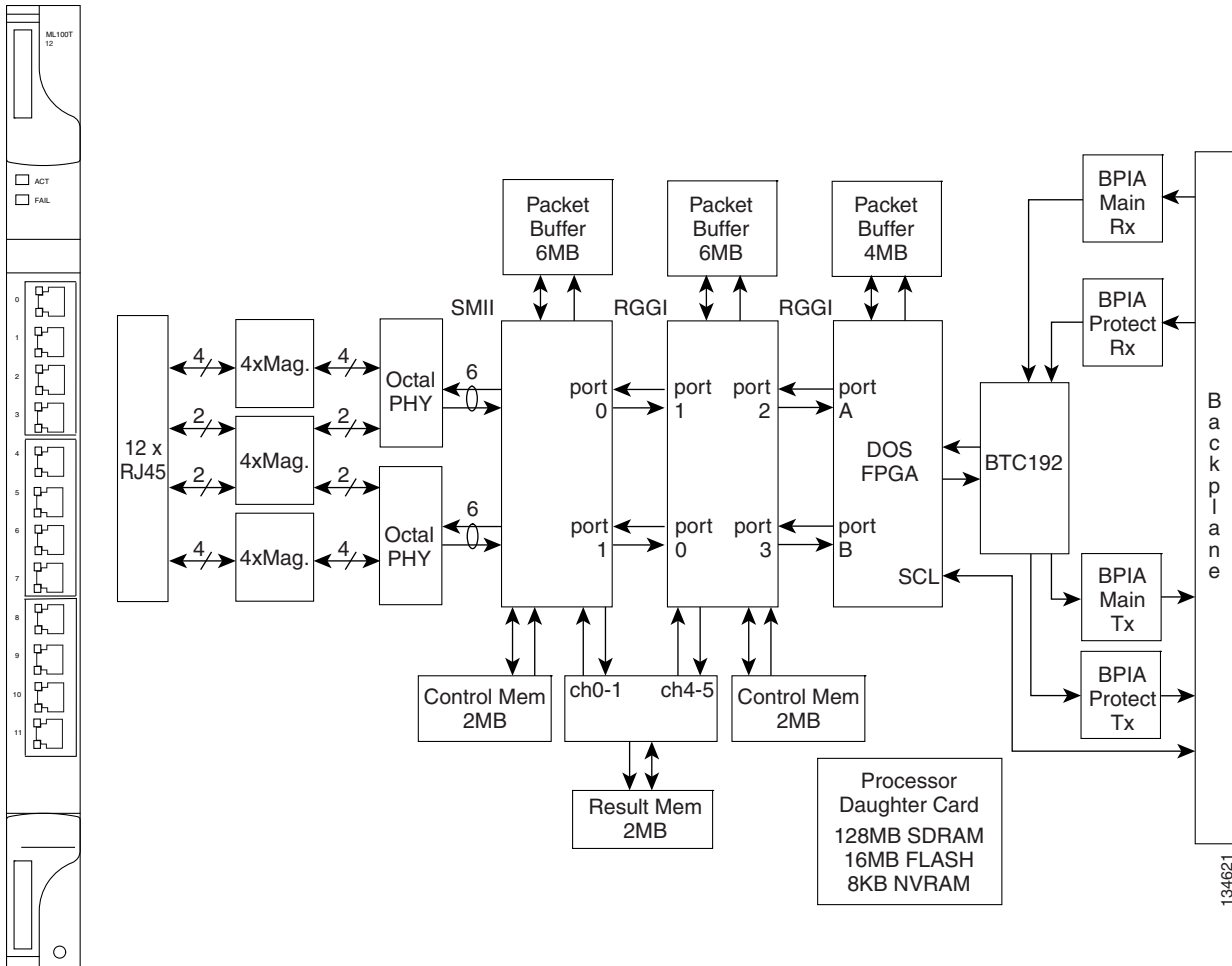 ML100T
12
ACT
FAIL
0
1
2
3
4
5
6
7
8
9
10
11
12 x
RJ45
4
2
2
4
4xMag.
4xMag.
4xMag.
4
2
2
4
Octal
PHY
Octal
PHY
6
6
SMII
Packet
Buffer
6MB
port
0
port
1
RGGI
Packet
Buffer
6MB
port
1
port
0
port
2
port
3
RGGI
Packet
Buffer
4MB
port
A
DOS
FPGA
port
B
SCL
BTC192
BPIA
Main
Rx
BPIA
Protect
Rx
BPIA
Main
Tx
BPIA
Protect
Tx
Backplane
Control Mem
2MB
ch0-1
ch4-5
Control Mem
2MB
Result Mem
2MB
Processor
Daughter Card
128MB SDRAM
16MB FLASH
8KB NVRAM
134621